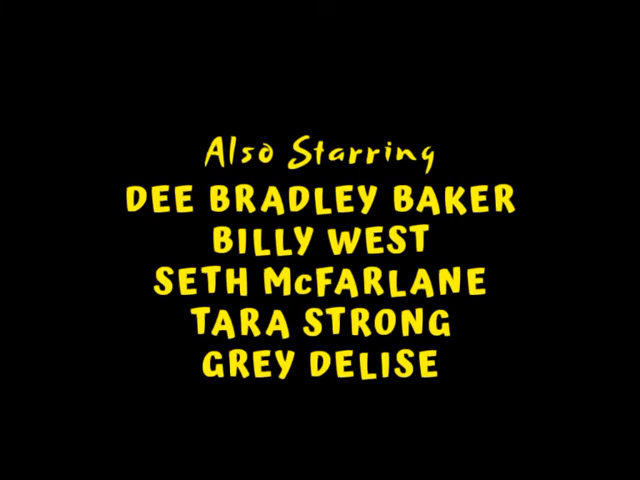 Also Starring
DEE BRADLEY BAKER
BILLY WEST
SETH McFARLANE
TARA STRONG
GREY DELISE